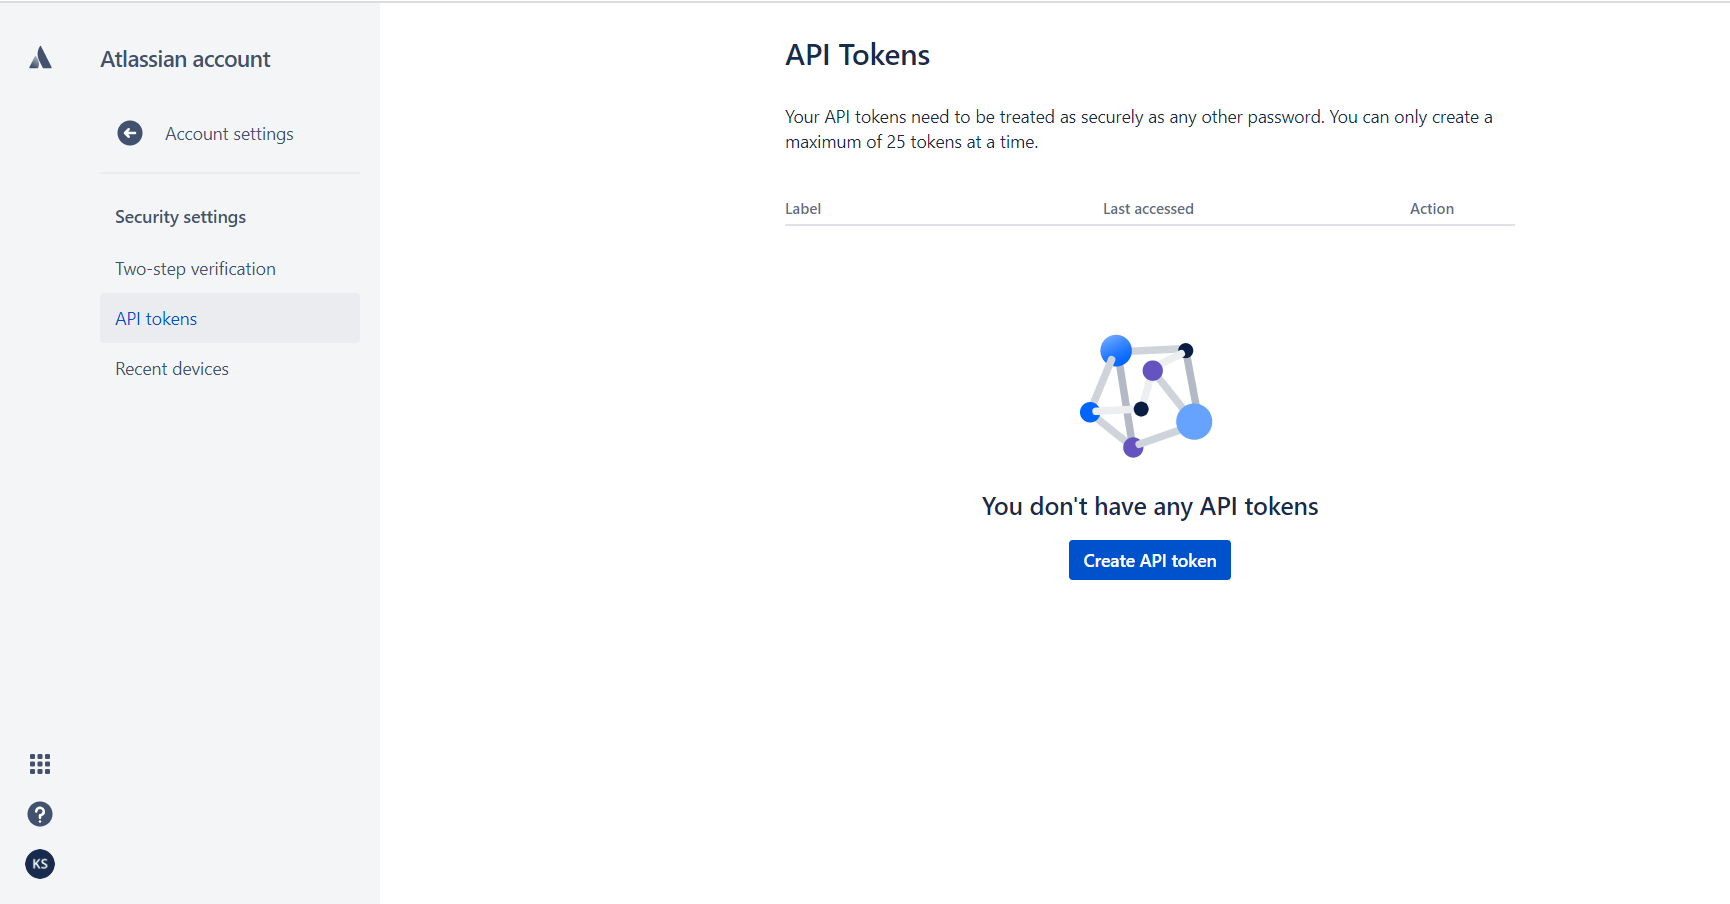 Atlassian account
Account settings
Security settings
Two-step verification
API tokens
Recent devices
?
KS
API Tokens
Your API tokens need to be treated as securely as any other password. You can only create a
maximum of 25 tokens at a time.
Label Last accessed Action
You don't have any API tokens
Create API token